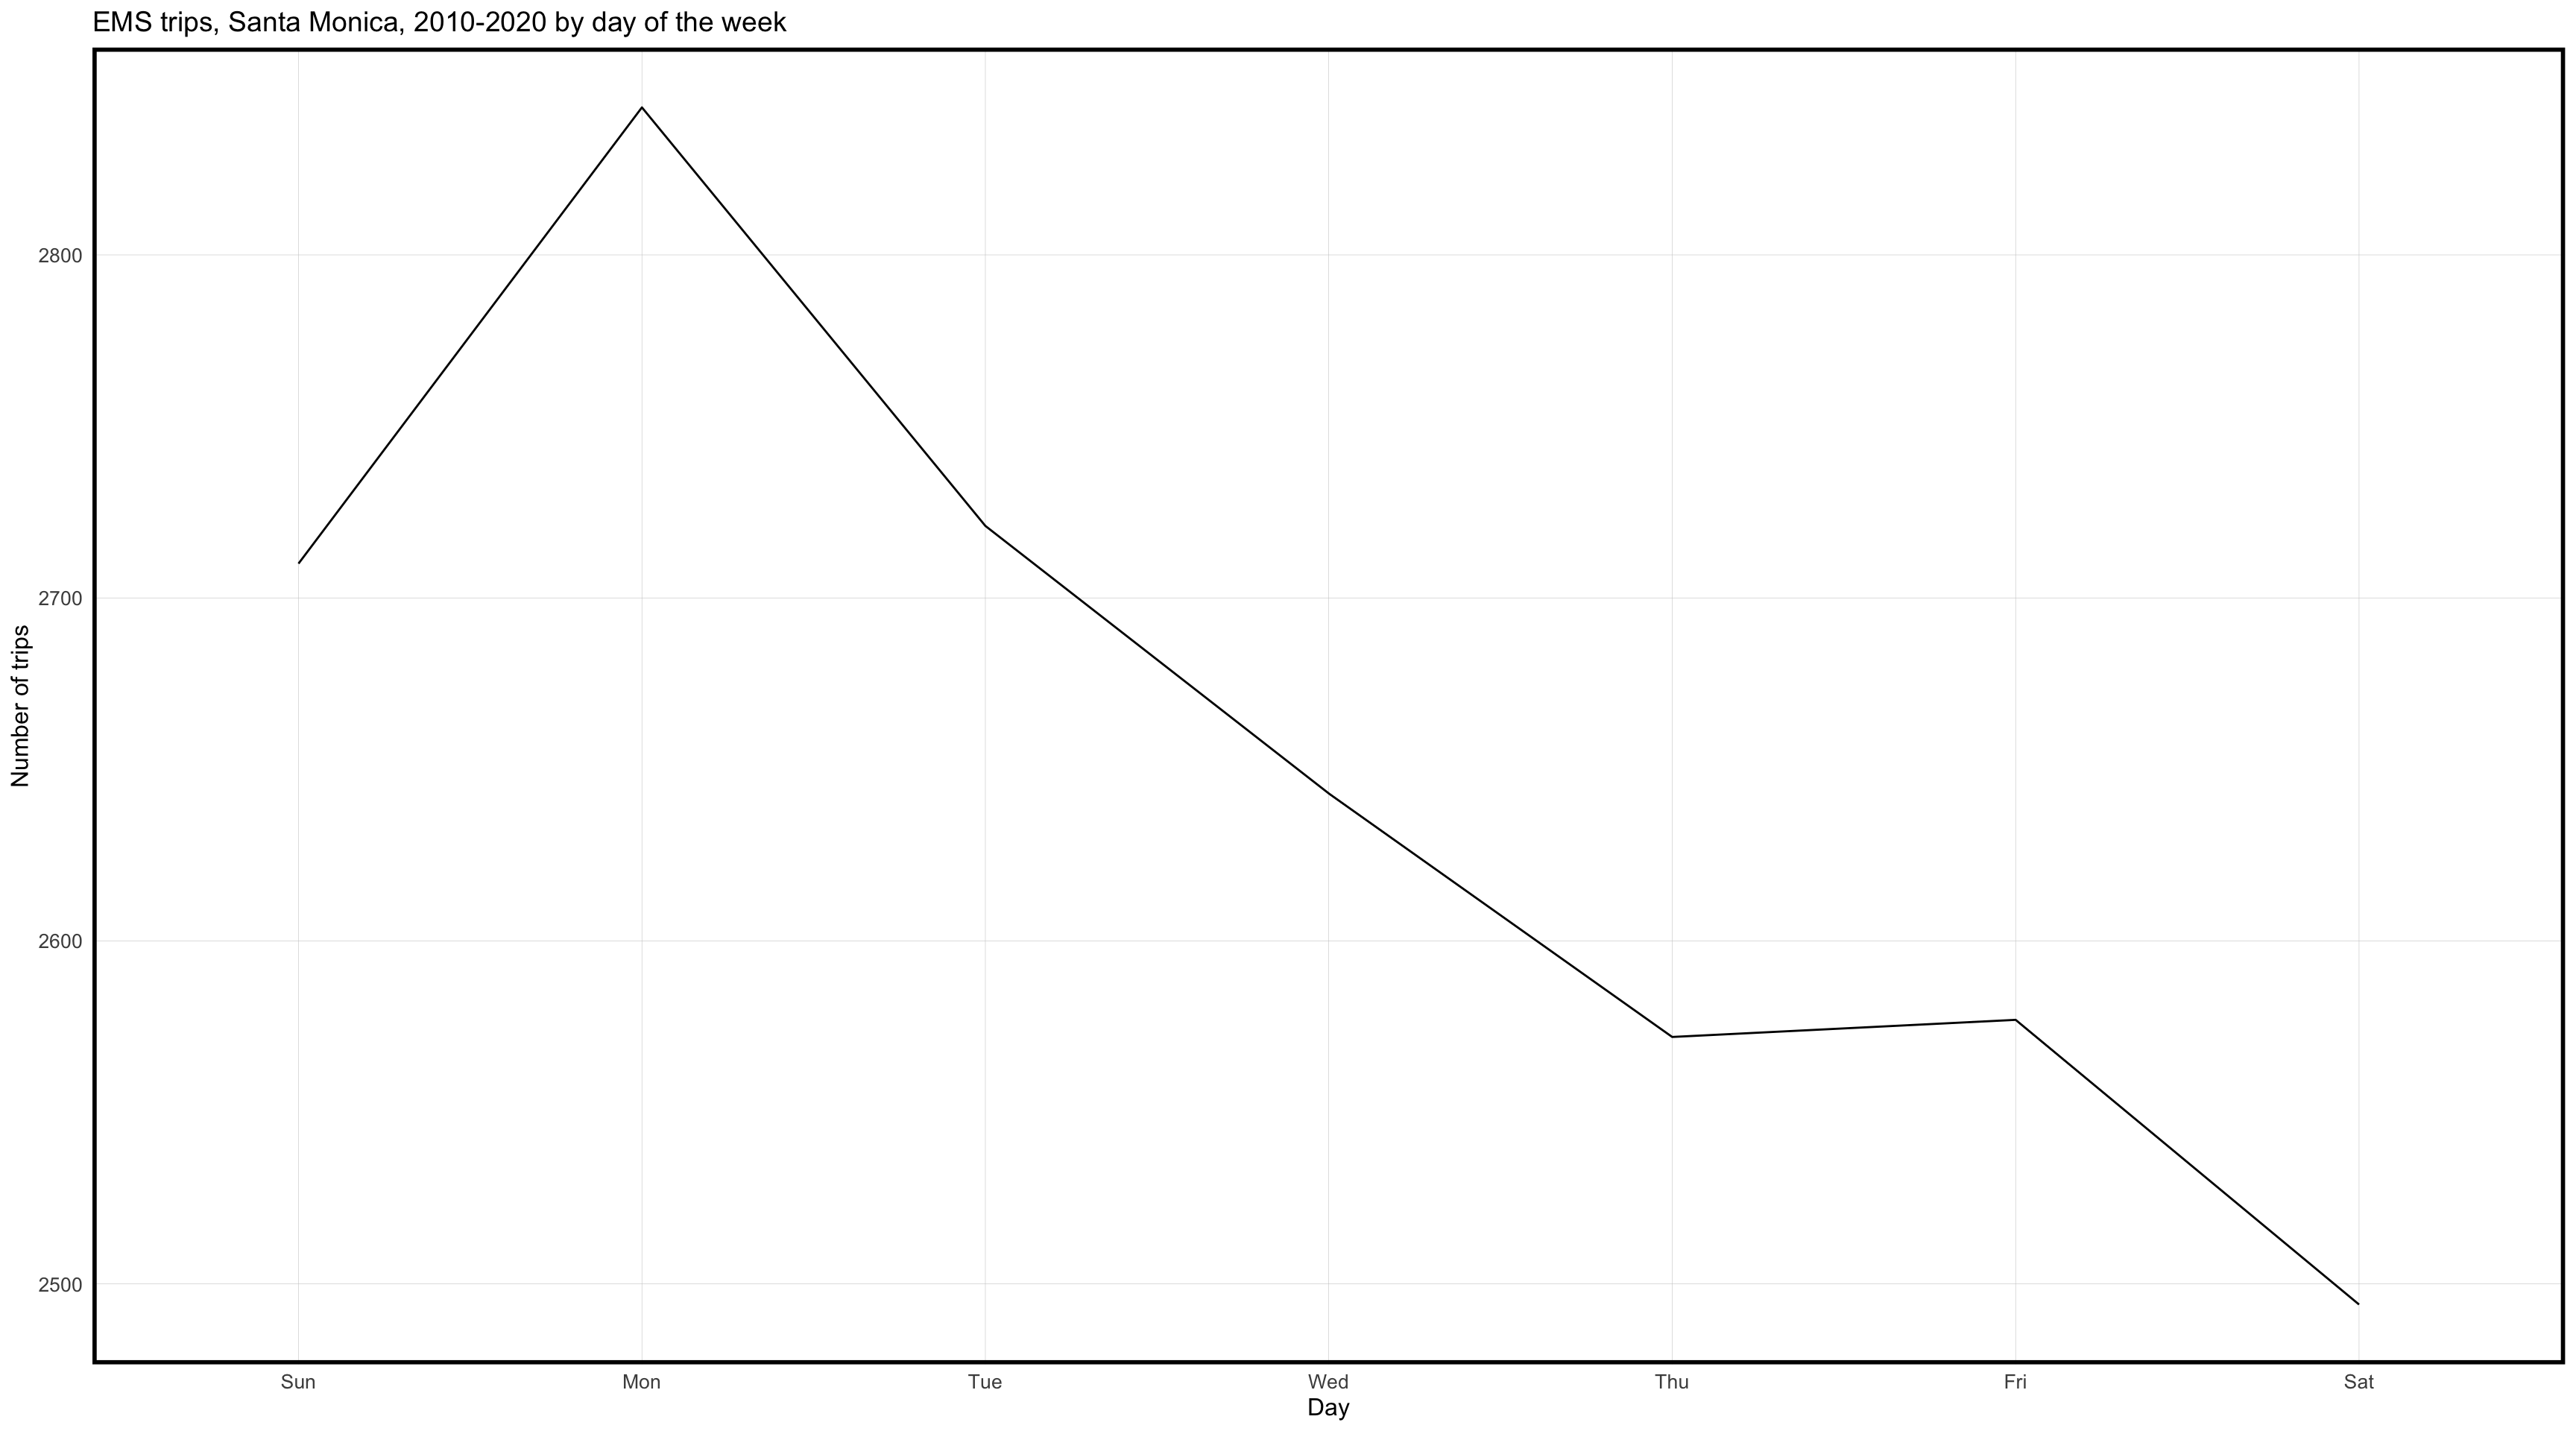 EMS trips, Santa Monica, 2010-2020 by day of the week
Number of trips
2800
2700
2600
2500
Sun Mon Tue Wed Thu Fri Sat
Day